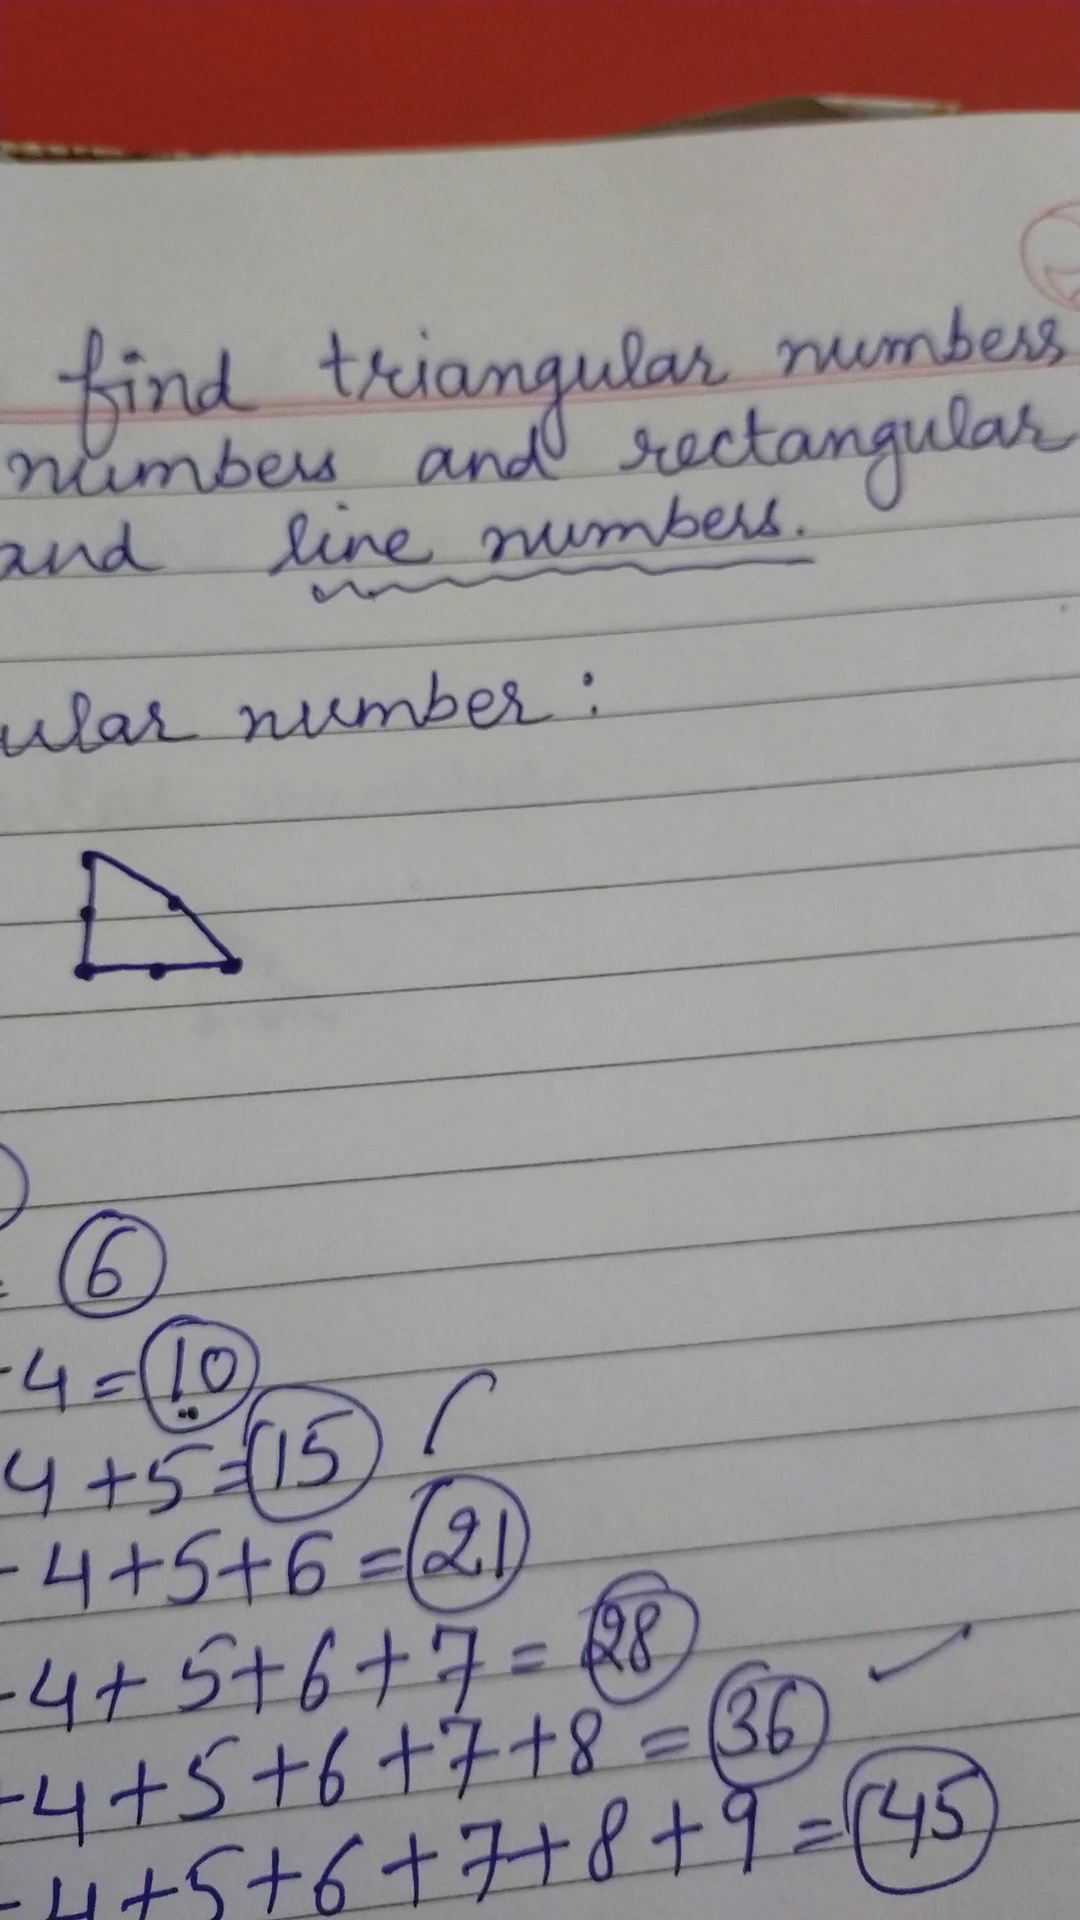 find triangular numbers
numbers and rectangular
and line numbers.
ular number :
= 6
- 4 = 10
4 + 5 = 15
- 4 + 5 + 6 = 21
- 4 + 5 + 6 + 7 = 28
- 4 + 5 + 6 + 7 + 8 = 36
- 4 + 5 + 6 + 7 + 8 + 9 = 45